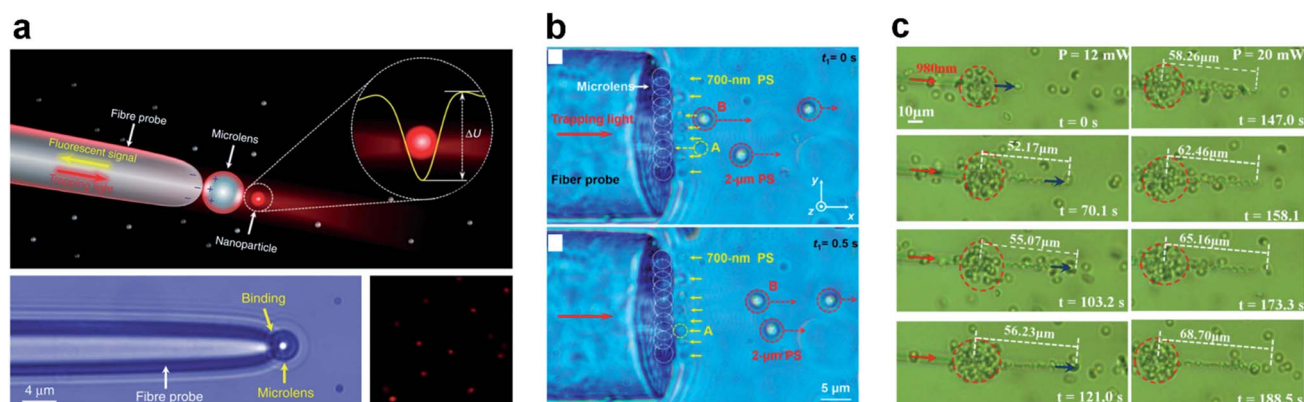 a
Fibre probe
Fluorescent signal
Trapping light
Microlens
Nanoparticle
ΔU
Binding
4 μm
Fibre probe
Microlens
b
t₁= 0 s
Microlens
700-nm PS
B
Trapping light
A
Fiber probe
2-μm PS
y
z
x
t₁= 0.5 s
700-nm PS
B
A
2-μm PS
5 μm
c
P = 12 mW
980nm
10μm
t = 0 s
52.17μm
t = 70.1 s
55.07μm
t = 103.2 s
56.23μm
t = 121.0 s
P = 20 mW
58.26μm
t = 147.0 s
62.46μm
t = 158.1
65.16μm
t = 173.3 s
68.70μm
t = 188.5 s